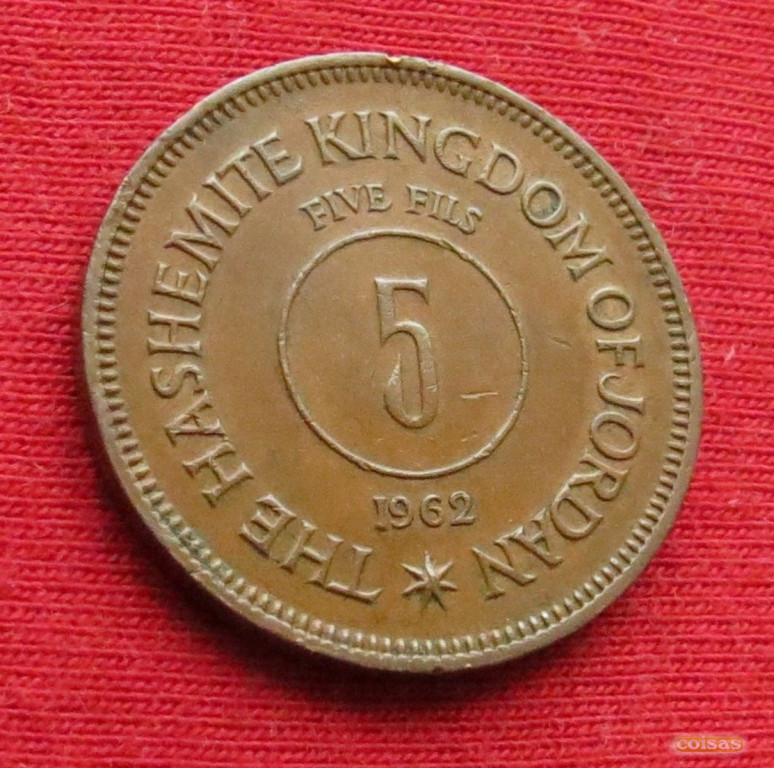 THE HASHEMITE KINGDOM OF JORDAN
FIVE FILS
5
1962
coisas